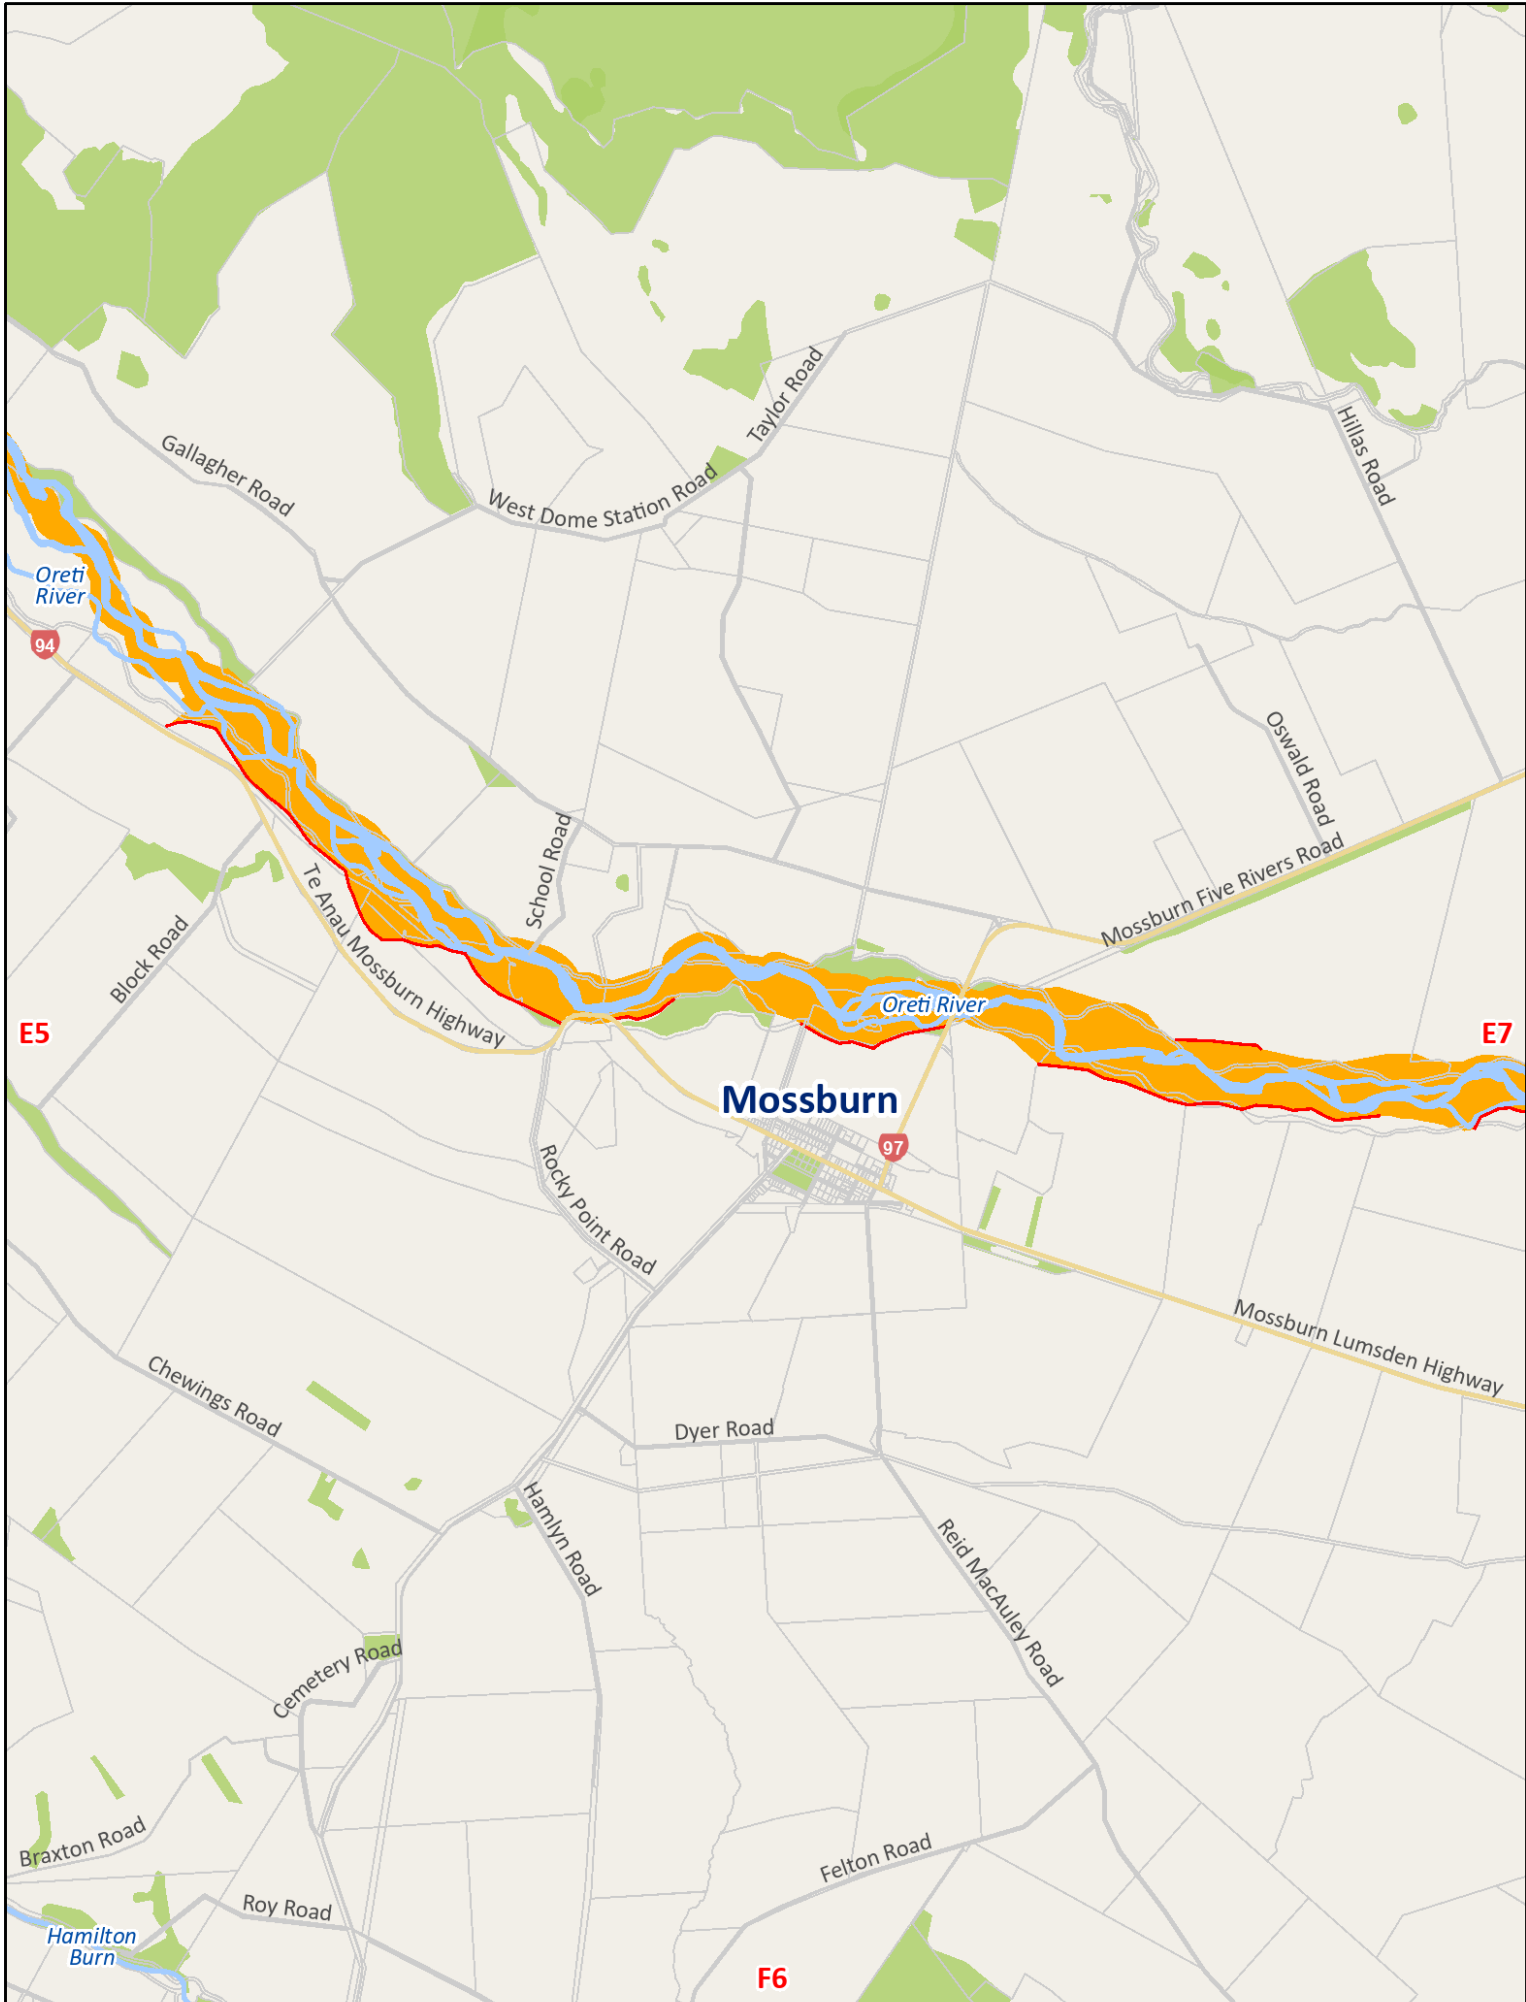 Taylor Road
Hillas Road
Gallagher Road
West Dome Station Road
Oreti
River
94
Oswald Road
School Road
Mossburn Five Rivers Road
Te Anau Mossburn Highway
Block Road
Oreti River
E5
E7
Mossburn
97
Rocky Point Road
Mossburn Lumsden Highway
Chewings Road
Dyer Road
Hamlyn Road
Reid MacAuley Road
Cemetery Road
Braxton Road
Felton Road
Roy Road
Hamilton
Burn
F6